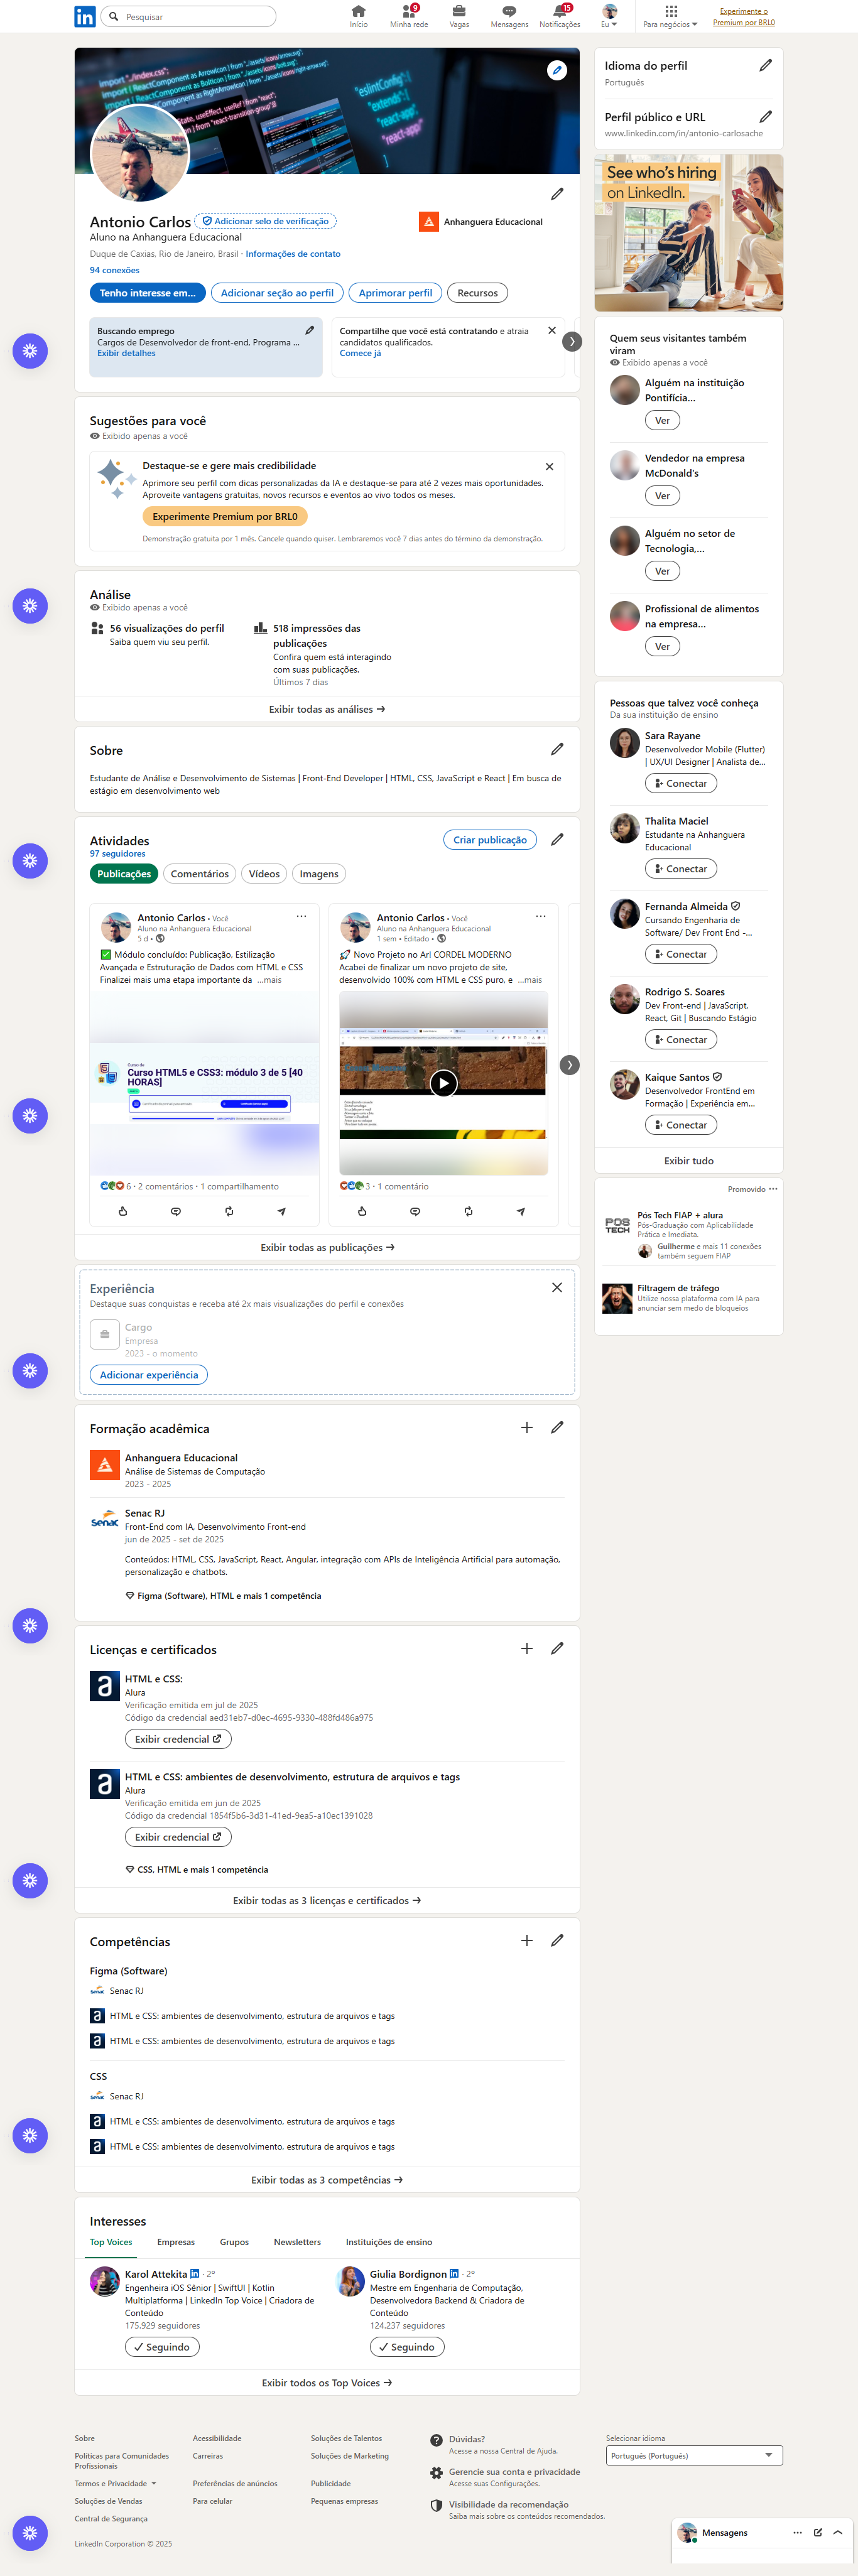 in
Pesquisar
Início
9
Minha rede
Vagas
Mensagens
15
Notificações
Eu
Para negócios
Experimente o
Premium por BRL0
import "./index.css";
"eslintConfig": {
"extends": [
"react-app"
Antonio Carlos
Adicionar selo de verificação
Aluno na Anhanguera Educacional
Duque de Caxias, Rio de Janeiro, Brasil · Informações de contato
94 conexões
Anhanguera Educacional
Tenho interesse em...
Adicionar seção ao perfil
Aprimorar perfil
Recursos
Buscando emprego
Cargos de Desenvolvedor de front-end, Programa ...
Exibir detalhes
Compartilhe que você está contratando e atraia
candidatos qualificados.
Comece já
Sugestões para você
Exibido apenas a você
Destaque-se e gere mais credibilidade
Aprimore seu perfil com dicas personalizadas da IA e destaque-se para até 2 vezes mais oportunidades.
Aproveite vantagens gratuitas, novos recursos e eventos ao vivo todos os meses.
Experimente Premium por BRL0
Demonstração gratuita por 1 mês. Cancele quando quiser. Lembraremos você 7 dias antes do término da demonstração.
Análise
Exibido apenas a você
56 visualizações do perfil
Saiba quem viu seu perfil.
518 impressões das
publicações
Confira quem está interagindo
com suas publicações.
Últimos 7 dias
Exibir todas as análises →
Sobre
Estudante de Análise e Desenvolvimento de Sistemas | Front-End Developer | HTML, CSS, JavaScript e React | Em busca de
estágio em desenvolvimento web
Atividades
97 seguidores
Criar publicação
Publicações
Comentários
Vídeos
Imagens
Antonio Carlos • Você
Aluno na Anhanguera Educacional
5 d •
✅ Módulo concluído: Publicação, Estilização
Avançada e Estruturação de Dados com HTML e CSS
Finalizei mais uma etapa importante da ...mais
Curso de
Curso HTML5 e CSS3: módulo 3 de 5 [40
HORAS]
6 · 2 comentários · 1 compartilhamento
Antonio Carlos • Você
Aluno na Anhanguera Educacional
1 sem • Editado •
🚀 Novo Projeto no Ar! CORDEL MODERNO
Acabei de finalizar um novo projeto de site,
desenvolvido 100% com HTML e CSS puro, e ...mais
3 · 1 comentário
Exibir todas as publicações →
Experiência
Destaque suas conquistas e receba até 2x mais visualizações do perfil e conexões
Cargo
Empresa
2023 - o momento
Adicionar experiência
Formação acadêmica
Anhanguera Educacional
Análise de Sistemas de Computação
2023 - 2025
Senac
Senac RJ
Front-End com IA, Desenvolvimento Front-end
jun de 2025 - set de 2025
Conteúdos: HTML, CSS, JavaScript, React, Angular, integração com APIs de Inteligência Artificial para automação,
personalização e chatbots.
Figma (Software), HTML e mais 1 competência
Licenças e certificados
a
HTML e CSS:
Alura
Verificação emitida em jul de 2025
Código da credencial aed31eb7-d0ec-4695-9330-488fd486a975
Exibir credencial
a
HTML e CSS: ambientes de desenvolvimento, estrutura de arquivos e tags
Alura
Verificação emitida em jun de 2025
Código da credencial 1854f5b6-3d31-41ed-9ea5-a10ec1391028
Exibir credencial
CSS, HTML e mais 1 competência
Exibir todas as 3 licenças e certificados →
Competências
Figma (Software)
Senac RJ
HTML e CSS: ambientes de desenvolvimento, estrutura de arquivos e tags
HTML e CSS: ambientes de desenvolvimento, estrutura de arquivos e tags
CSS
Senac RJ
HTML e CSS: ambientes de desenvolvimento, estrutura de arquivos e tags
HTML e CSS: ambientes de desenvolvimento, estrutura de arquivos e tags
Exibir todas as 3 competências →
Interesses
Top Voices
Empresas
Grupos
Newsletters
Instituições de ensino
Karol Attekita in · 2º
Engenheira iOS Sênior | SwiftUI | Kotlin
Multiplatforma | LinkedIn Top Voice | Criadora de
Conteúdo
175.929 seguidores
Seguindo
Giulia Bordignon in · 2º
Mestre em Engenharia de Computação,
Desenvolvedora Backend & Criadora de
Conteúdo
124.237 seguidores
Seguindo
Exibir todos os Top Voices →
Idioma do perfil
Português
Perfil público e URL
www.linkedin.com/in/antonio-carlosache
See who's hiring
on LinkedIn.
Quem seus visitantes também
viram
Exibido apenas a você
Alguém na instituição
Pontifícia...
Ver
Vendedor na empresa
McDonald's
Ver
Alguém no setor de
Tecnologia,...
Ver
Profissional de alimentos
na empresa...
Ver
Pessoas que talvez você conheça
Da sua instituição de ensino
Sara Rayane
Desenvolvedor Mobile (Flutter)
| UX/UI Designer | Analista de...
Conectar
Thalita Maciel
Estudante na Anhanguera
Educacional
Conectar
Fernanda Almeida
Cursando Engenharia de
Software/ Dev Front End -...
Conectar
Rodrigo S. Soares
Dev Front-end | JavaScript,
React, Git | Buscando Estágio
Conectar
Kaique Santos
Desenvolvedor FrontEnd em
Formação | Experiência em...
Conectar
Exibir tudo
Promovido
POS TECH
Pós Tech FIAP + alura
Pós-Graduação com Aplicabilidade
Prática e Imediata.
Guilherme e mais 11 conexões
também seguem FIAP
Filtragem de tráfego
Utilize nossa plataforma com IA para
anunciar sem medo de bloqueios
Sobre
Acessibilidade
Soluções de Talentos
Políticas para Comunidades
Profissionais
Carreiras
Soluções de Marketing
Termos e Privacidade
Preferências de anúncios
Publicidade
Soluções de Vendas
Para celular
Pequenas empresas
Central de Segurança
Dúvidas?
Acesse a nossa Central de Ajuda.
Gerencie sua conta e privacidade
Acesse suas Configurações.
Visibilidade da recomendação
Saiba mais sobre os conteúdos recomendados.
Selecionar idioma
Português (Português)
LinkedIn Corporation © 2025
Mensagens